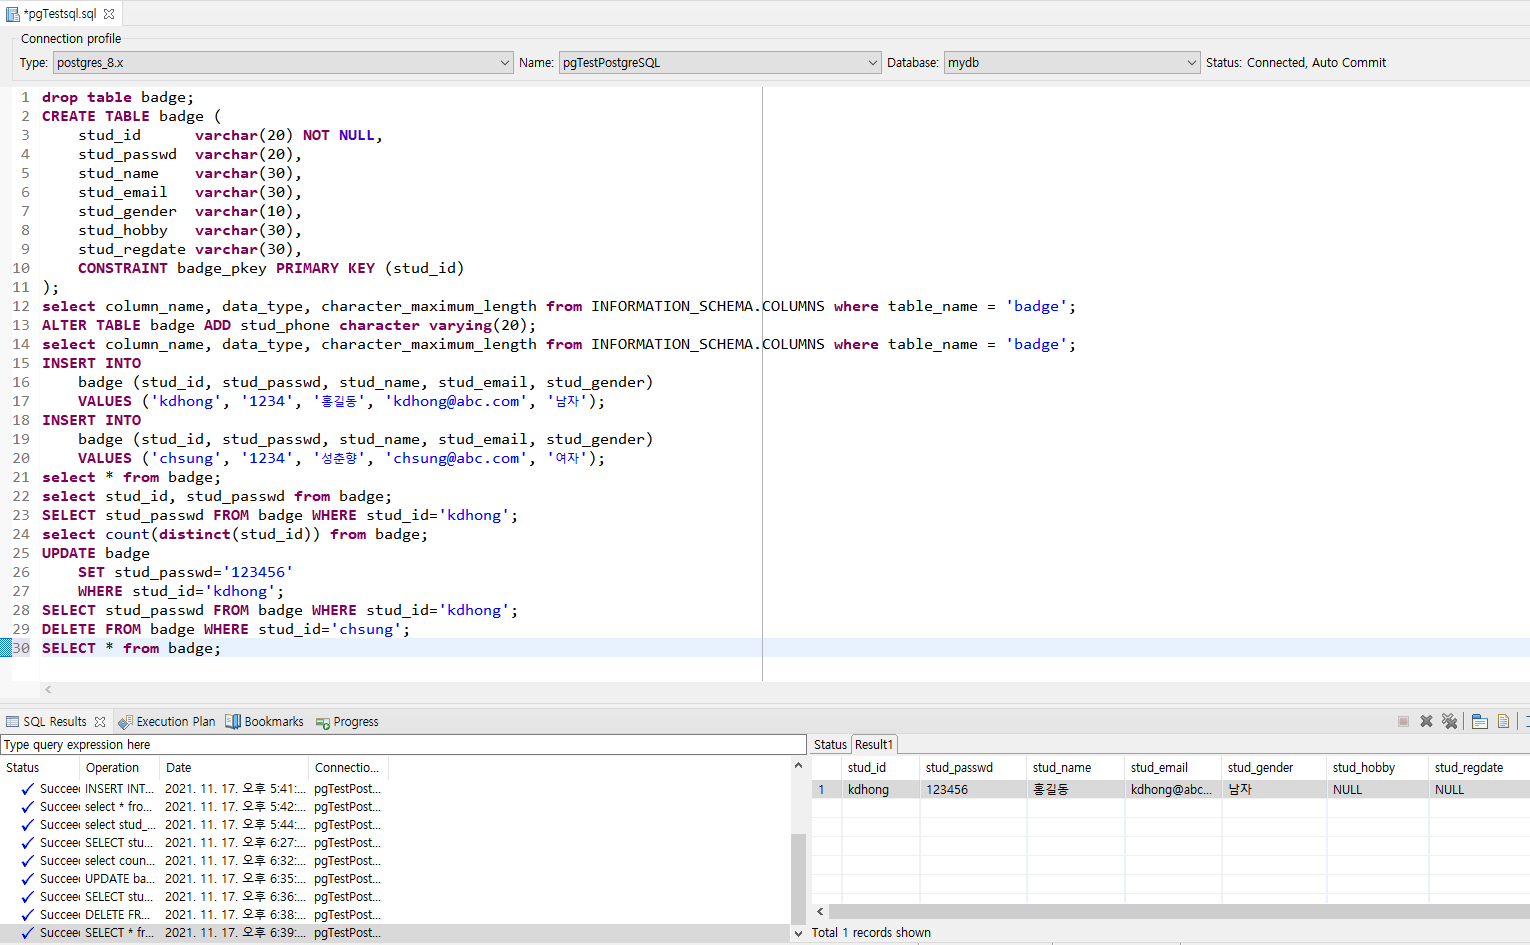 *pgTestsql.sql
Connection profile
Type: postgres_8.x Name: pgTestPostgreSQL Database: mydb Status: Connected, Auto Commit
1 drop table badge;
2 CREATE TABLE badge (
3 stud_id varchar(20) NOT NULL,
4 stud_passwd varchar(20),
5 stud_name varchar(30),
6 stud_email varchar(30),
7 stud_gender varchar(10),
8 stud_hobby varchar(30),
9 stud_regdate varchar(30),
10 CONSTRAINT badge_pkey PRIMARY KEY (stud_id)
11 );
12 select column_name, data_type, character_maximum_length from INFORMATION_SCHEMA.COLUMNS where table_name = 'badge';
13 ALTER TABLE badge ADD stud_phone character varying(20);
14 select column_name, data_type, character_maximum_length from INFORMATION_SCHEMA.COLUMNS where table_name = 'badge';
15 INSERT INTO
16 badge (stud_id, stud_passwd, stud_name, stud_email, stud_gender)
17 VALUES ('kdhong', '1234', '홍길동', 'kdhong@abc.com', '남자');
18 INSERT INTO
19 badge (stud_id, stud_passwd, stud_name, stud_email, stud_gender)
20 VALUES ('chsung', '1234', '성춘향', 'chsung@abc.com', '여자');
21 select * from badge;
22 select stud_id, stud_passwd from badge;
23 SELECT stud_passwd FROM badge WHERE stud_id='kdhong';
24 select count(distinct(stud_id)) from badge;
25 UPDATE badge
26 SET stud_passwd='123456'
27 WHERE stud_id='kdhong';
28 SELECT stud_passwd FROM badge WHERE stud_id='kdhong';
29 DELETE FROM badge WHERE stud_id='chsung';
30 SELECT * from badge;
SQL Results Execution Plan Bookmarks Progress
Type query expression here
Status Operation Date Connectio...
Succee INSERT INT... 2021. 11. 17. 오후 5:41:... pgTestPost...
Succee select * fro... 2021. 11. 17. 오후 5:42:... pgTestPost...
Succee select stud_... 2021. 11. 17. 오후 5:44:... pgTestPost...
Succee SELECT stu... 2021. 11. 17. 오후 6:27:... pgTestPost...
Succee select coun... 2021. 11. 17. 오후 6:32:... pgTestPost...
Succee UPDATE ba... 2021. 11. 17. 오후 6:35:... pgTestPost...
Succee SELECT stu... 2021. 11. 17. 오후 6:36:... pgTestPost...
Succee DELETE FR... 2021. 11. 17. 오후 6:38:... pgTestPost...
Succee SELECT * fr... 2021. 11. 17. 오후 6:39:... pgTestPost...
Status Result1
stud_id stud_passwd stud_name stud_email stud_gender stud_hobby stud_regdate
1 kdhong 123456 홍길동 kdhong@abc... 남자 NULL NULL
Total 1 records shown